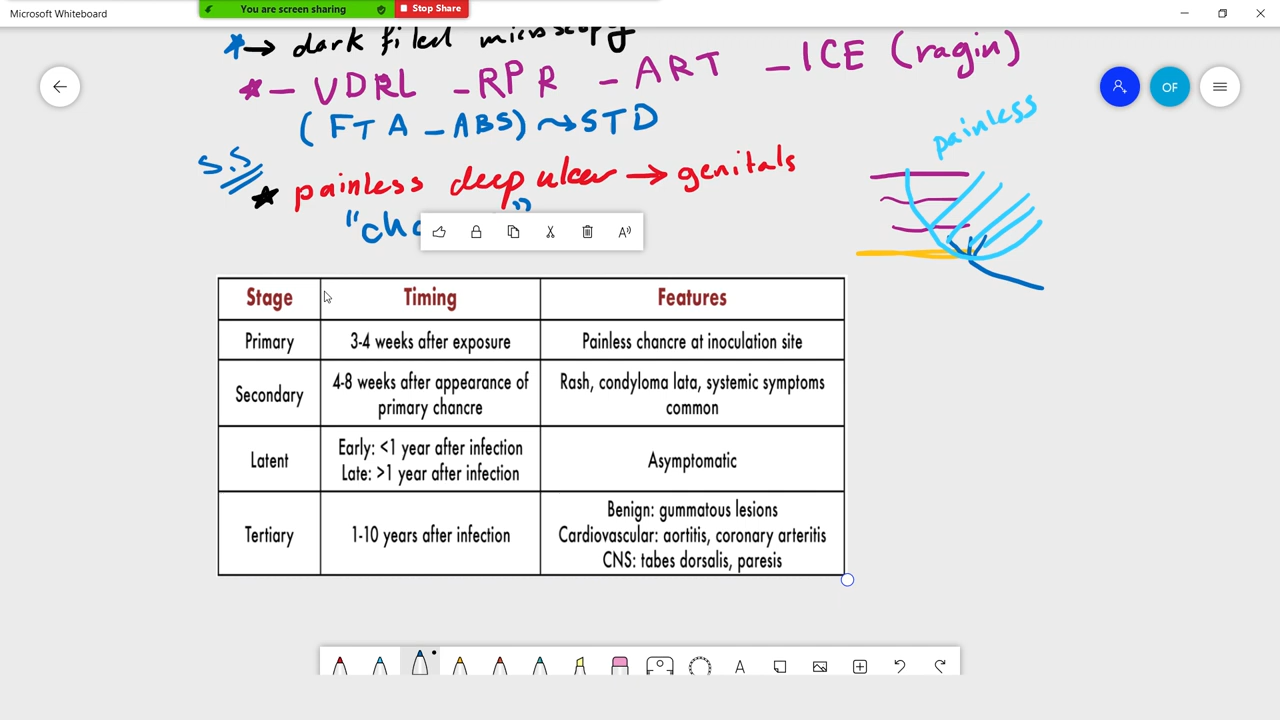 Microsoft Whiteboard
You are screen sharing
Stop Share
→ dark filed microscopy
- VDRL - RPR - ART - ICE (ragin)
(FTA - ABS) → STD
S.S
painless deep ulcer → genitals
painless
OF
Stage Timing Features
Primary 3-4 weeks after exposure Painless chancre at inoculation site
Secondary 4-8 weeks after appearance of primary chancre Rash, condyloma lata, systemic symptoms common
Latent Early: <1 year after infection
Late: >1 year after infection Asymptomatic
Tertiary 1-10 years after infection Benign: gummatous lesions
Cardiovascular: aortitis, coronary arteritis
CNS: tabes dorsalis, paresis